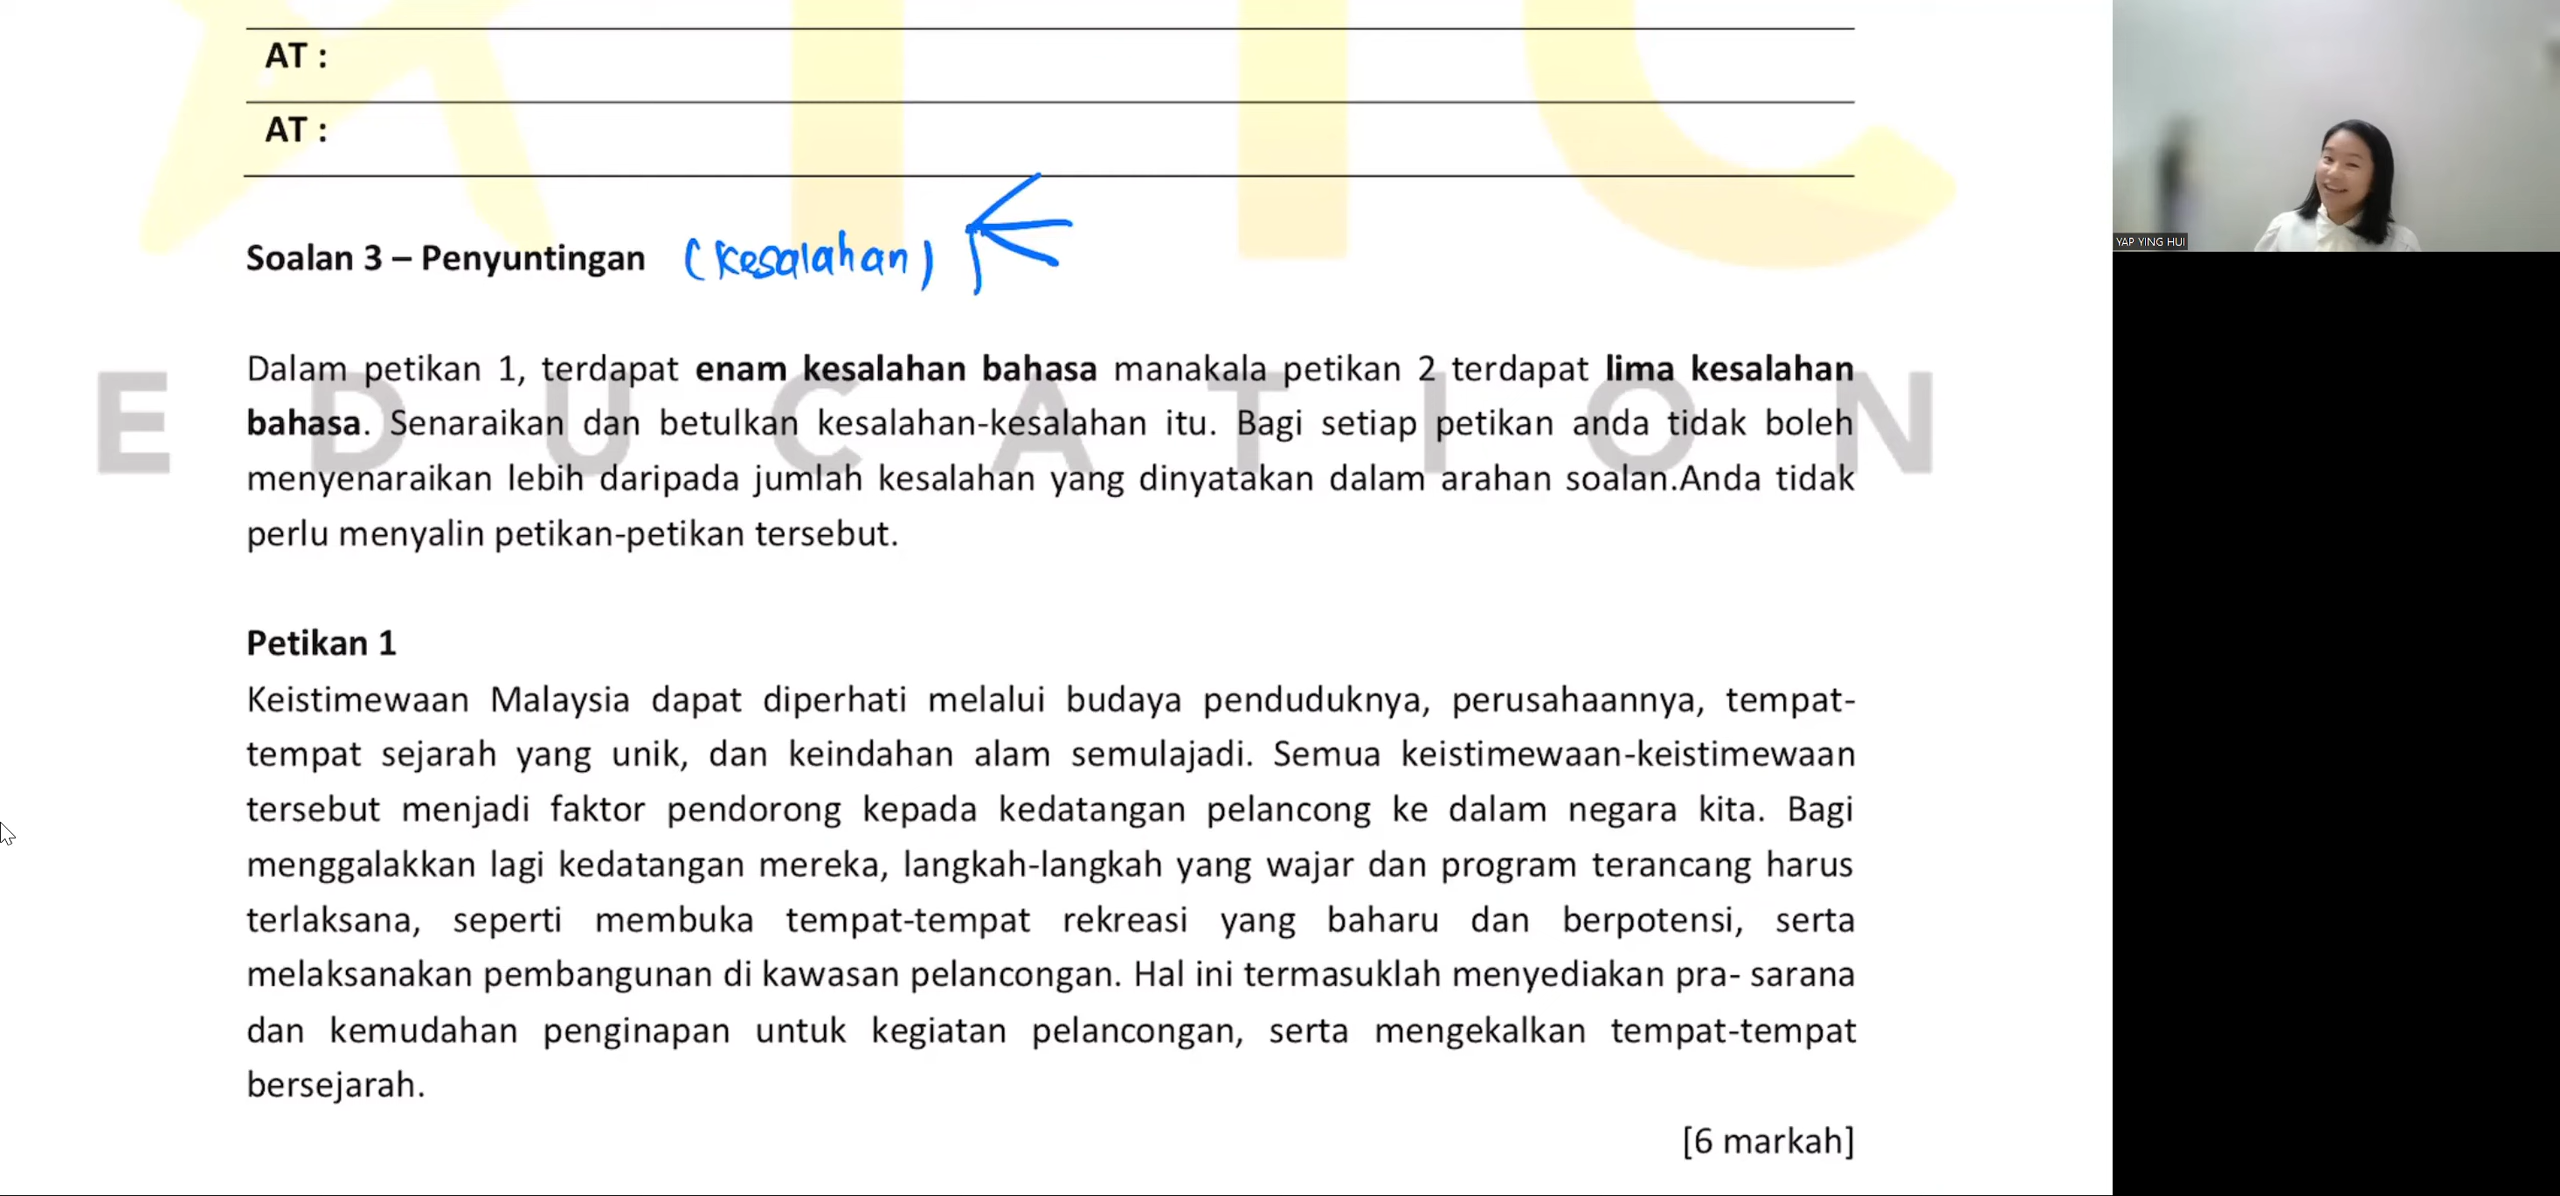 AT :
AT :
Soalan 3 – Penyuntingan (kesalahan)
YAP YING HUI
EDUCATION
Dalam petikan 1, terdapat enam kesalahan bahasa manakala petikan 2 terdapat lima kesalahan
bahasa. Senaraikan dan betulkan kesalahan-kesalahan itu. Bagi setiap petikan anda tidak boleh
menyenaraikan lebih daripada jumlah kesalahan yang dinyatakan dalam arahan soalan.Anda tidak
perlu menyalin petikan-petikan tersebut.
Petikan 1
Keistimewaan Malaysia dapat diperhati melalui budaya penduduknya, perusahaannya, tempat-
tempat sejarah yang unik, dan keindahan alam semulajadi. Semua keistimewaan-keistimewaan
tersebut menjadi faktor pendorong kepada kedatangan pelancong ke dalam negara kita. Bagi
menggalakkan lagi kedatangan mereka, langkah-langkah yang wajar dan program terancang harus
terlaksana, seperti membuka tempat-tempat rekreasi yang baharu dan berpotensi, serta
melaksanakan pembangunan di kawasan pelancongan. Hal ini termasuklah menyediakan pra- sarana
dan kemudahan penginapan untuk kegiatan pelancongan, serta mengekalkan tempat-tempat
bersejarah.
[6 markah]